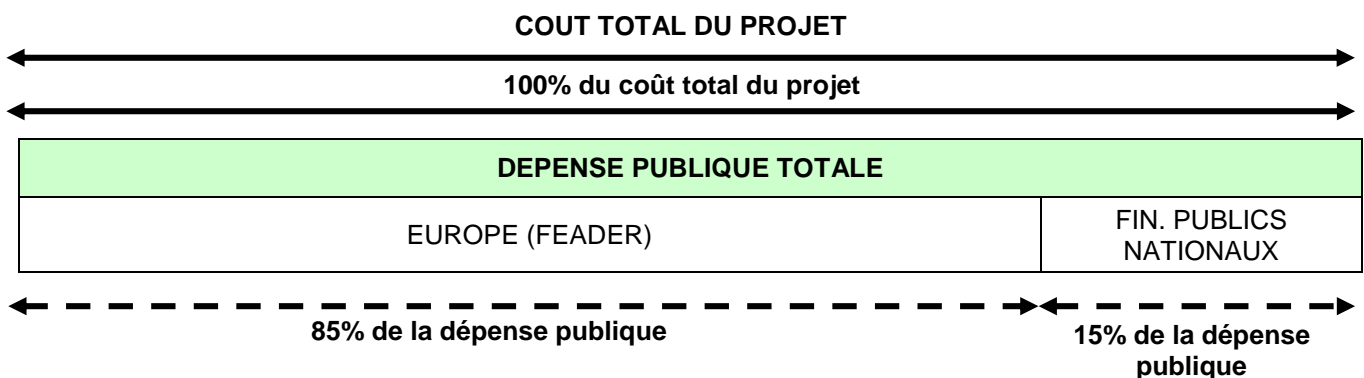 COUT TOTAL DU PROJET
100% du coût total du projet
DEPENSE PUBLIQUE TOTALE
EUROPE (FEADER)
FIN. PUBLICS
NATIONAUX
85% de la dépense publique
15% de la dépense
publique